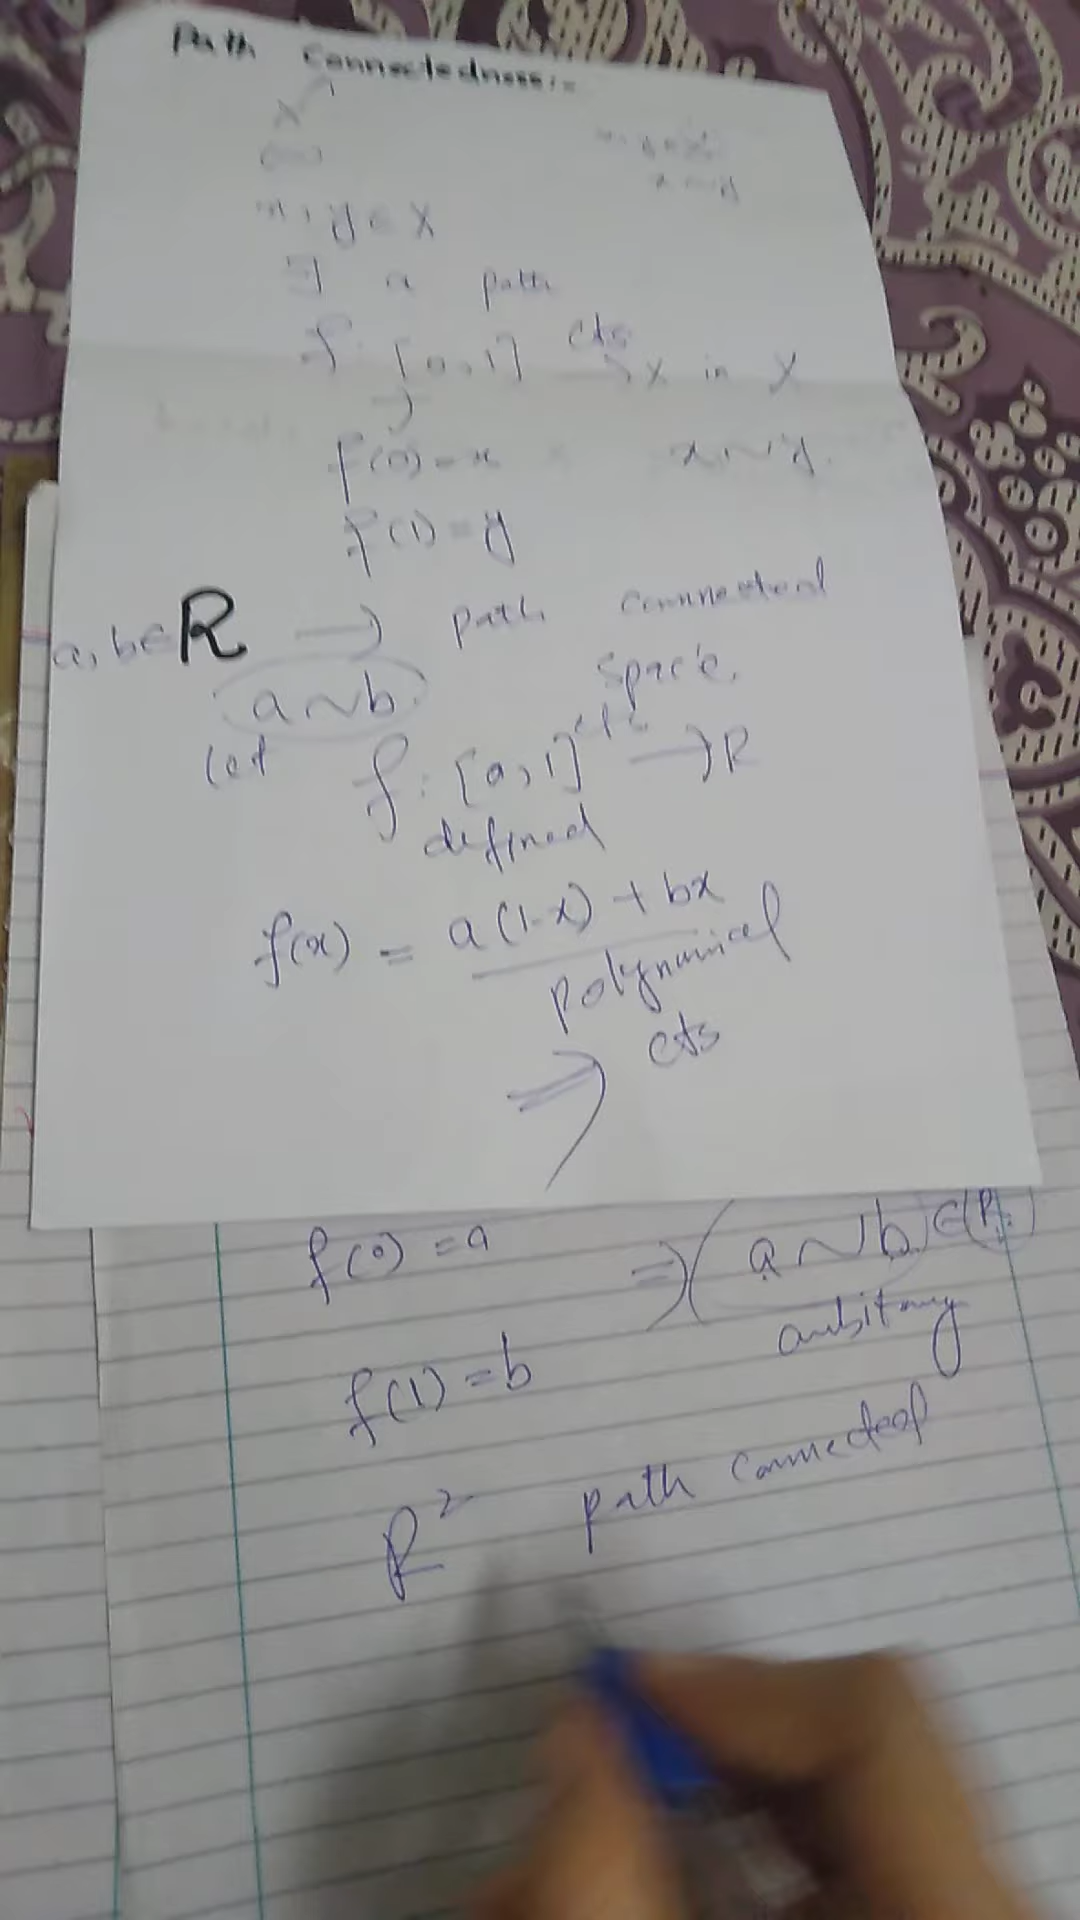 Path Connectedness:-
X
x, y ∈ X
∃ a path
f: [0,1] cts → X in X
f(0) = x x ~ y.
f(1) = y
a, b ∈ R → path connected
a ~ b. space.
let f: [0,1] cts → R
defined
f(x) = a(1-x) + bx
polynomical
cts
⇒
f(0) = a ⇒ (a ~ b) ∈ (R)
arbitary
f(1) = b
R² path connected